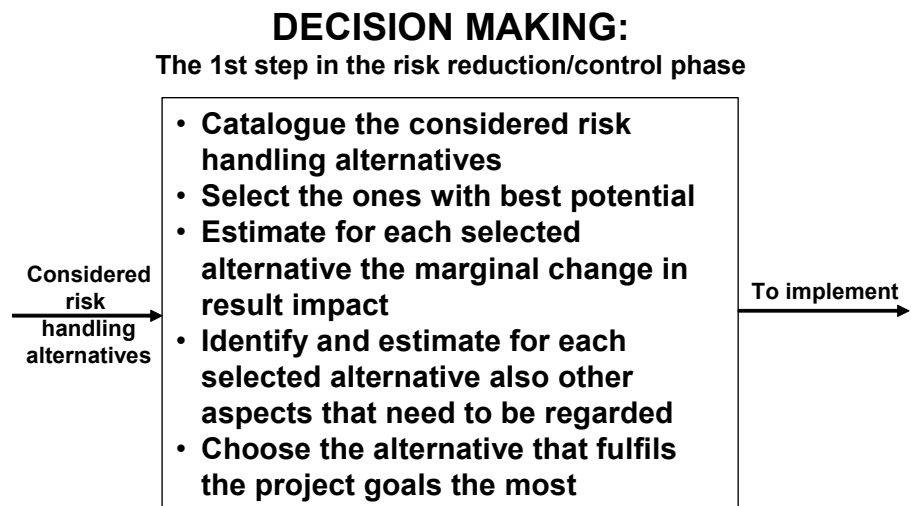 DECISION MAKING:
The 1st step in the risk reduction/control phase
• Catalogue the considered risk
handling alternatives
• Select the ones with best potential
• Estimate for each selected
alternative the marginal change in
result impact
• Identify and estimate for each
selected alternative also other
aspects that need to be regarded
• Choose the alternative that fulfils
the project goals the most
Considered
risk
handling
alternatives
To implement